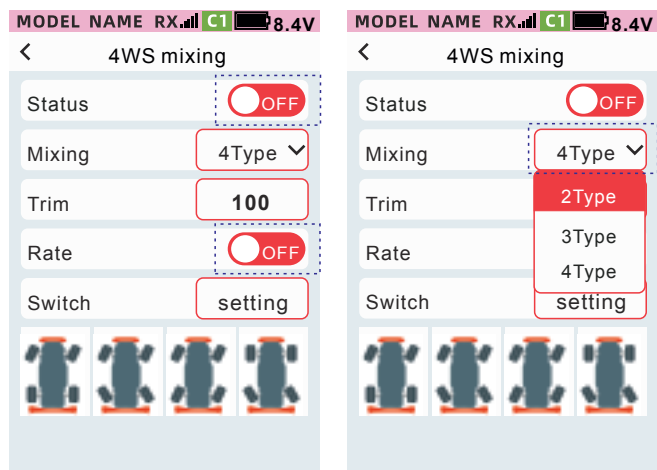 MODEL NAME RX C1 8.4V
4WS mixing
Status OFF
Mixing 4Type
Trim 100
Rate OFF
Switch setting
MODEL NAME RX C1 8.4V
4WS mixing
Status OFF
Mixing 4Type
Trim 2Type
Rate 3Type
4Type
Switch setting